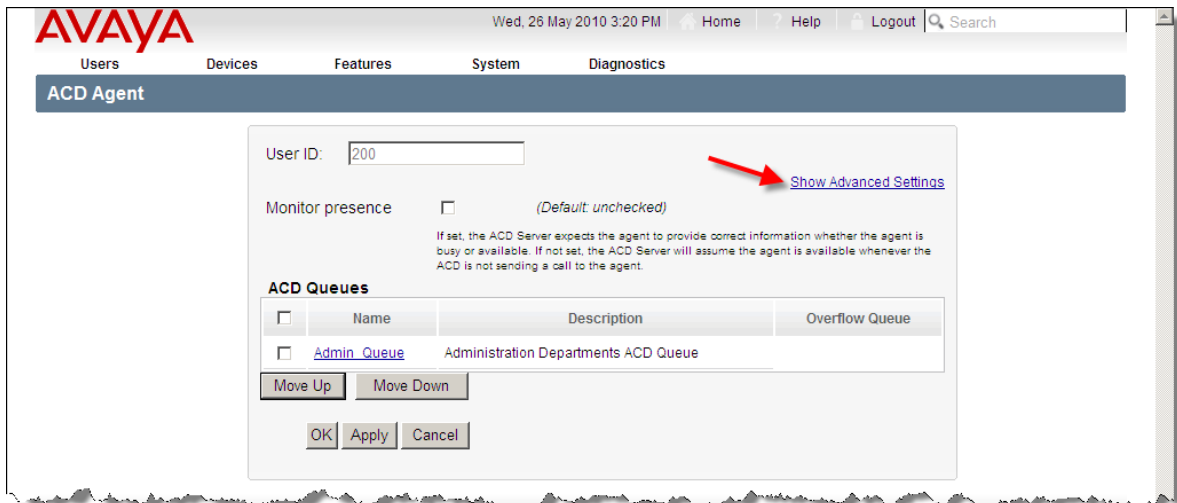 AVAYA
Wed, 26 May 2010 3:20 PM Home ? Help Logout Search
Users Devices Features System Diagnostics
ACD Agent
User ID: 200
Show Advanced Settings
Monitor presence (Default: unchecked)
If set, the ACD Server expects the agent to provide correct information whether the agent is
busy or available. If not set, the ACD Server will assume the agent is available whenever the
ACD is not sending a call to the agent.
ACD Queues
Name Description Overflow Queue
Admin_Queue Administration Departments ACD Queue
Move Up Move Down
OK Apply Cancel